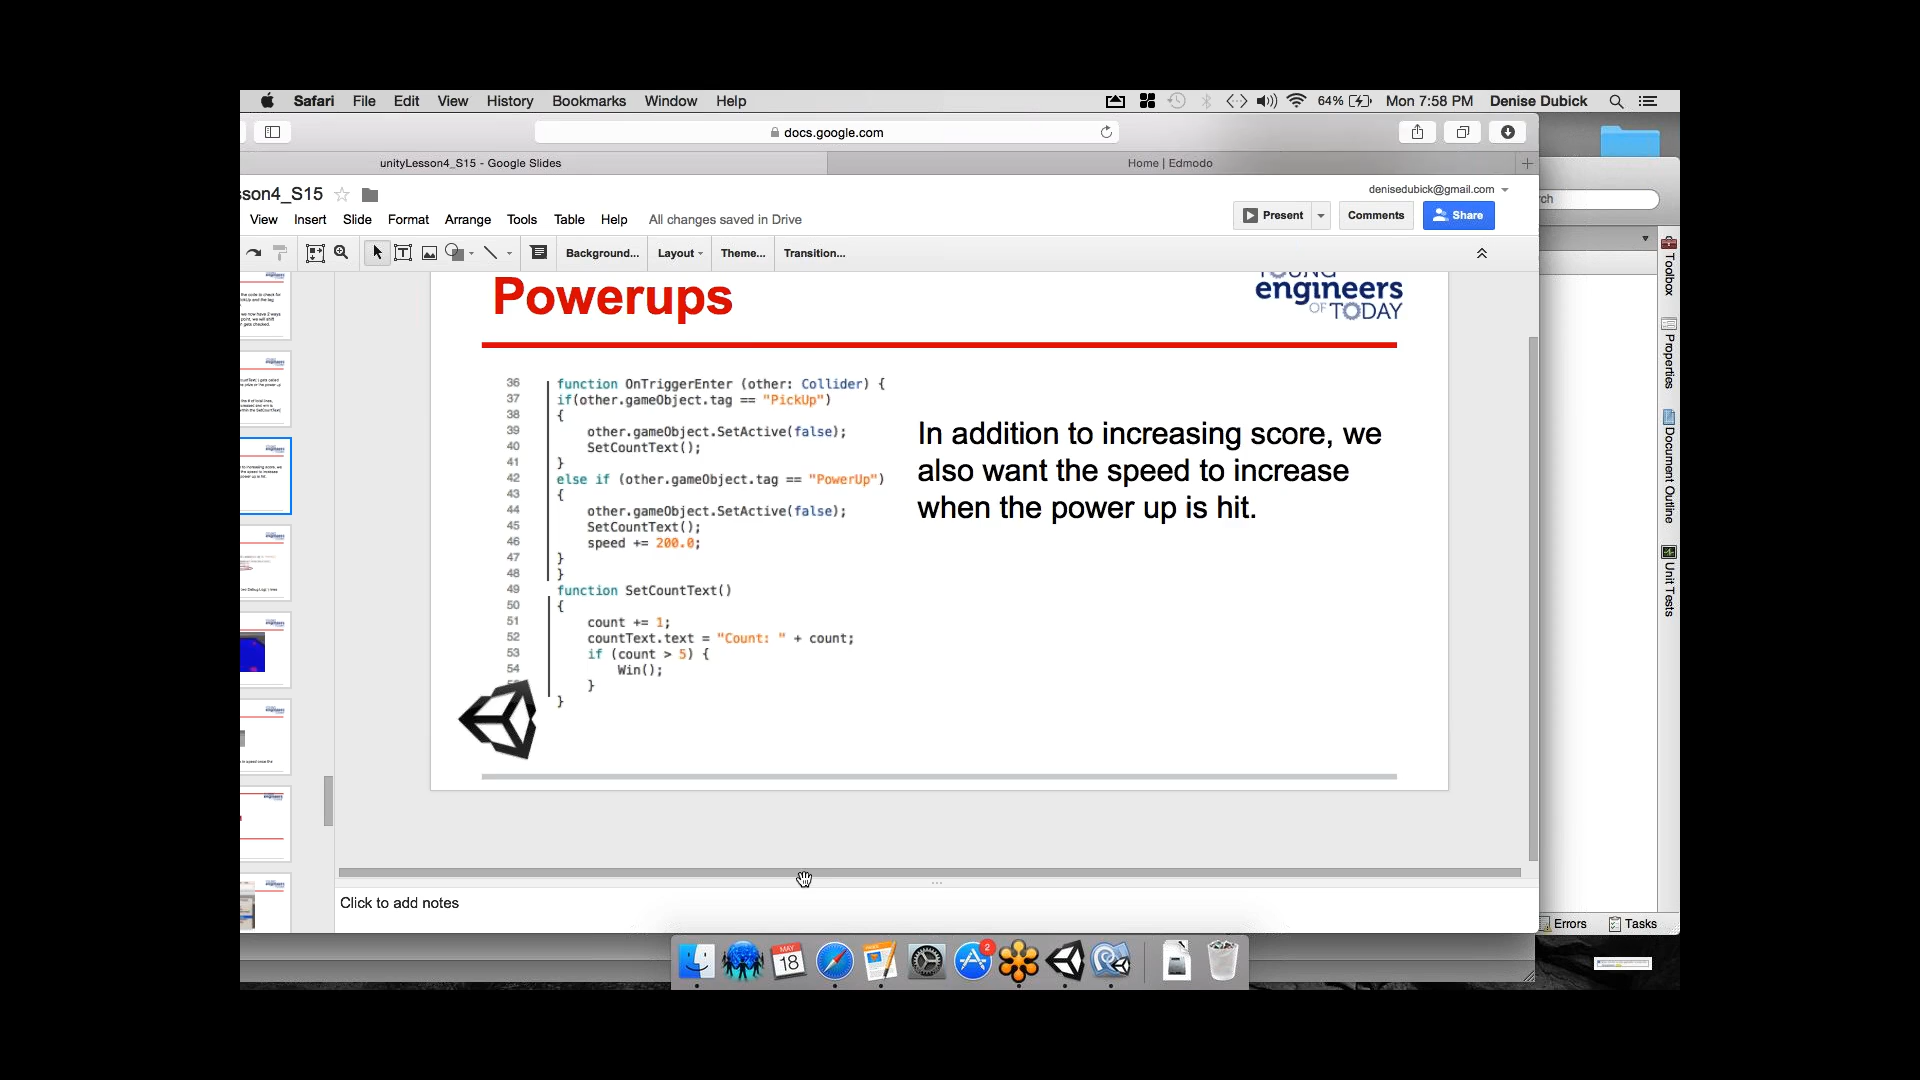 Safari File Edit View History Bookmarks Window Help 64% Mon 7:58 PM Denise Dubick
docs.google.com
unityLesson4_S15 - Google Slides Home | Edmodo
sson4_S15
denisedubick@gmail.com
View Insert Slide Format Arrange Tools Table Help All changes saved in Drive
Present Comments Share
Background... Layout Theme... Transition...
Powerups
YOUNG
engineers
OF TODAY
36 function OnTriggerEnter (other: Collider) {
37 if(other.gameObject.tag == "PickUp")
38 {
39 other.gameObject.SetActive(false);
40 SetCountText();
41 }
42 else if (other.gameObject.tag == "PowerUp")
43 {
44 other.gameObject.SetActive(false);
45 SetCountText();
46 speed += 200.0;
47 }
48 }
49 function SetCountText()
50 {
51 count += 1;
52 countText.text = "Count: " + count;
53 if (count > 5) {
54 Win();
}
}
In addition to increasing score, we
also want the speed to increase
when the power up is hit.
Click to add notes
rch
Toolbox
Properties
Document Outline
Unit Tests
Errors Tasks
MAY
18
2